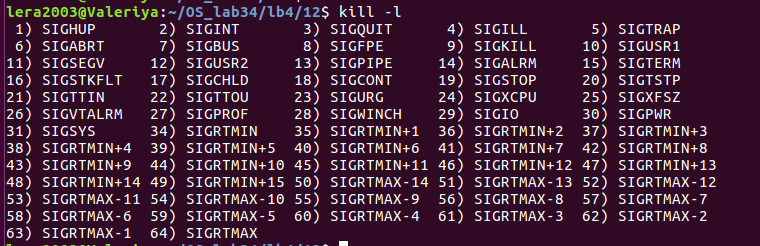 lera2003@Valeriya:~/OS_lab34/lb4/12$ kill -l
1) SIGHUP 2) SIGINT 3) SIGQUIT 4) SIGILL 5) SIGTRAP
6) SIGABRT 7) SIGBUS 8) SIGFPE 9) SIGKILL 10) SIGUSR1
11) SIGSEGV 12) SIGUSR2 13) SIGPIPE 14) SIGALRM 15) SIGTERM
16) SIGSTKFLT 17) SIGCHLD 18) SIGCONT 19) SIGSTOP 20) SIGTSTP
21) SIGTTIN 22) SIGTTOU 23) SIGURG 24) SIGXCPU 25) SIGXFSZ
26) SIGVTALRM 27) SIGPROF 28) SIGWINCH 29) SIGIO 30) SIGPWR
31) SIGSYS 34) SIGRTMIN 35) SIGRTMIN+1 36) SIGRTMIN+2 37) SIGRTMIN+3
38) SIGRTMIN+4 39) SIGRTMIN+5 40) SIGRTMIN+6 41) SIGRTMIN+7 42) SIGRTMIN+8
43) SIGRTMIN+9 44) SIGRTMIN+10 45) SIGRTMIN+11 46) SIGRTMIN+12 47) SIGRTMIN+13
48) SIGRTMIN+14 49) SIGRTMIN+15 50) SIGRTMAX-14 51) SIGRTMAX-13 52) SIGRTMAX-12
53) SIGRTMAX-11 54) SIGRTMAX-10 55) SIGRTMAX-9 56) SIGRTMAX-8 57) SIGRTMAX-7
58) SIGRTMAX-6 59) SIGRTMAX-5 60) SIGRTMAX-4 61) SIGRTMAX-3 62) SIGRTMAX-2
63) SIGRTMAX-1 64) SIGRTMAX